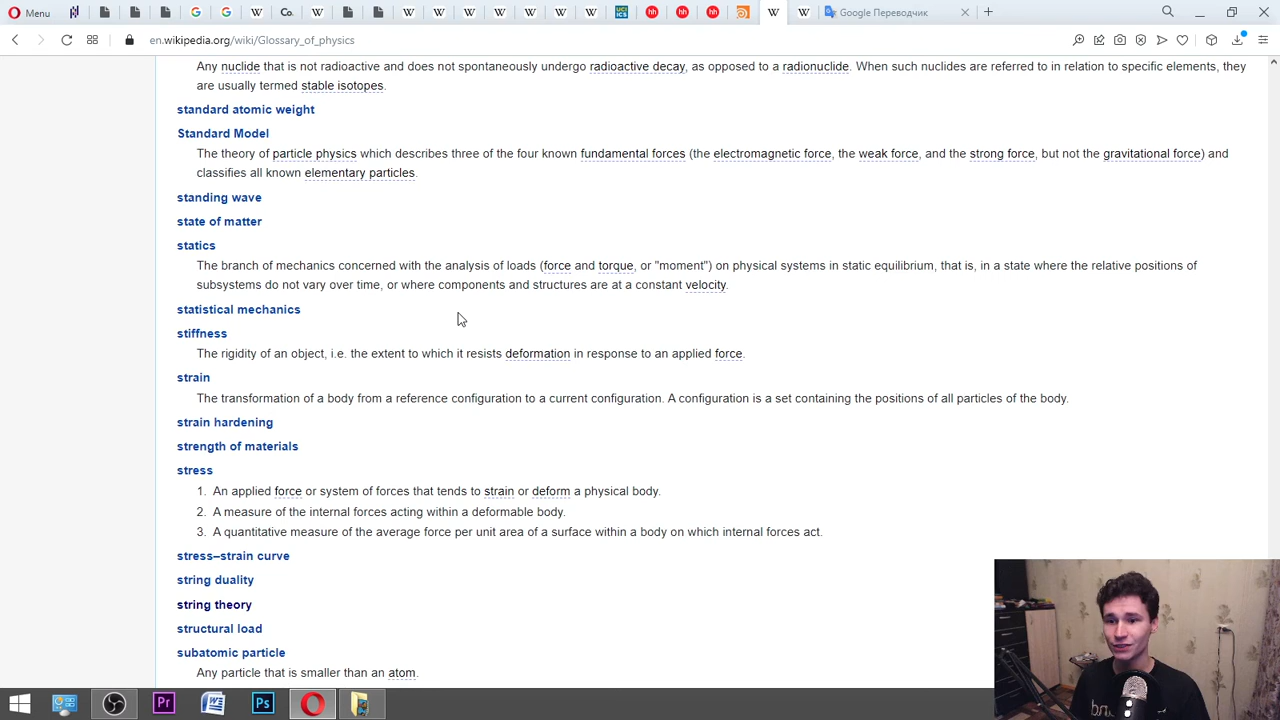 Menu
Co.
UCI
ICS
hh
hh
hh
Google Переводчик
en.wikipedia.org/wiki/Glossary_of_physics
Any nuclide that is not radioactive and does not spontaneously undergo radioactive decay, as opposed to a radionuclide. When such nuclides are referred to in relation to specific elements, they
are usually termed stable isotopes.
standard atomic weight
Standard Model
The theory of particle physics which describes three of the four known fundamental forces (the electromagnetic force, the weak force, and the strong force, but not the gravitational force) and
classifies all known elementary particles.
standing wave
state of matter
statics
The branch of mechanics concerned with the analysis of loads (force and torque, or "moment") on physical systems in static equilibrium, that is, in a state where the relative positions of
subsystems do not vary over time, or where components and structures are at a constant velocity.
statistical mechanics
stiffness
The rigidity of an object, i.e. the extent to which it resists deformation in response to an applied force.
strain
The transformation of a body from a reference configuration to a current configuration. A configuration is a set containing the positions of all particles of the body.
strain hardening
strength of materials
stress
1. An applied force or system of forces that tends to strain or deform a physical body.
2. A measure of the internal forces acting within a deformable body.
3. A quantitative measure of the average force per unit area of a surface within a body on which internal forces act.
stress–strain curve
string duality
string theory
structural load
subatomic particle
Any particle that is smaller than an atom.
Pr
Ps